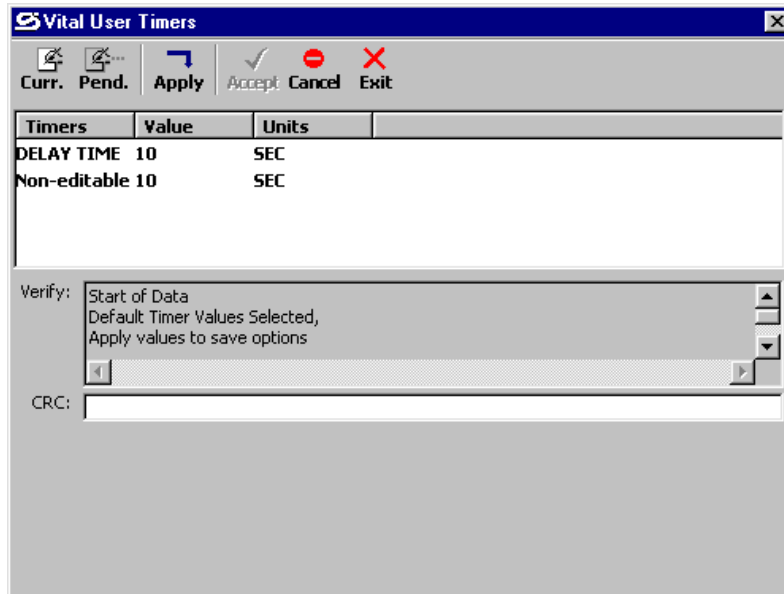 Vital User Timers
Curr. Pend. Apply Accept Cancel Exit
Timers Value Units
DELAY TIME 10 SEC
Non-editable 10 SEC
Verify: Start of Data
Default Timer Values Selected,
Apply values to save options
CRC: